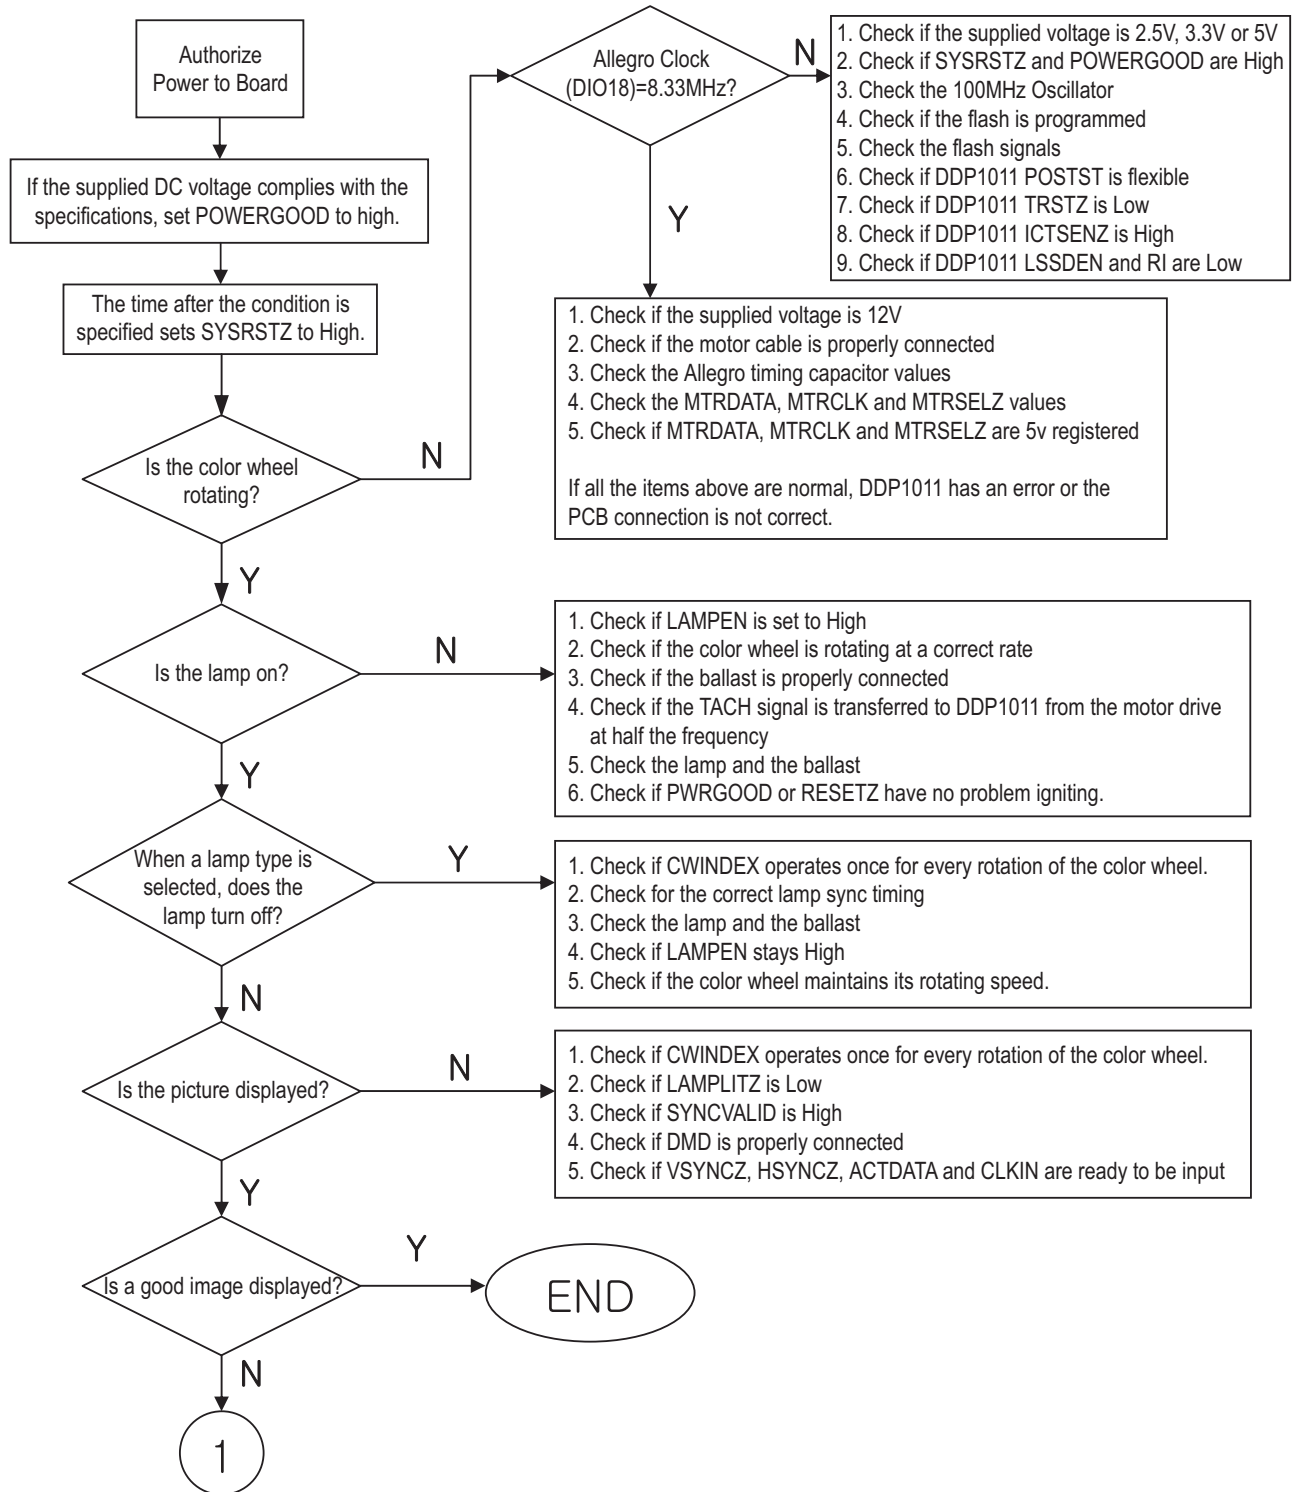 Authorize
Power to Board
If the supplied DC voltage complies with the
specifications, set POWERGOOD to high.
The time after the condition is
specified sets SYSRSTZ to High.
Is the color wheel
rotating?
N
Allegro Clock
(DIO18)=8.33MHz?
N
1. Check if the supplied voltage is 2.5V, 3.3V or 5V
2. Check if SYSRSTZ and POWERGOOD are High
3. Check the 100MHz Oscillator
4. Check if the flash is programmed
5. Check the flash signals
6. Check if DDP1011 POSTST is flexible
7. Check if DDP1011 TRSTZ is Low
8. Check if DDP1011 ICTSENZ is High
9. Check if DDP1011 LSSDEN and RI are Low
Y
1. Check if the supplied voltage is 12V
2. Check if the motor cable is properly connected
3. Check the Allegro timing capacitor values
4. Check the MTRDATA, MTRCLK and MTRSELZ values
5. Check if MTRDATA, MTRCLK and MTRSELZ are 5v registered
If all the items above are normal, DDP1011 has an error or the
PCB connection is not correct.
Y
Is the lamp on?
N
1. Check if LAMPEN is set to High
2. Check if the color wheel is rotating at a correct rate
3. Check if the ballast is properly connected
4. Check if the TACH signal is transferred to DDP1011 from the motor drive
at half the frequency
5. Check the lamp and the ballast
6. Check if PWRGOOD or RESETZ have no problem igniting.
Y
When a lamp type is
selected, does the
lamp turn off?
Y
1. Check if CWINDEX operates once for every rotation of the color wheel.
2. Check for the correct lamp sync timing
3. Check the lamp and the ballast
4. Check if LAMPEN stays High
5. Check if the color wheel maintains its rotating speed.
N
Is the picture displayed?
N
1. Check if CWINDEX operates once for every rotation of the color wheel.
2. Check if LAMPLITZ is Low
3. Check if SYNCVALID is High
4. Check if DMD is properly connected
5. Check if VSYNCZ, HSYNCZ, ACTDATA and CLKIN are ready to be input
Y
Is a good image displayed?
Y
END
N
1